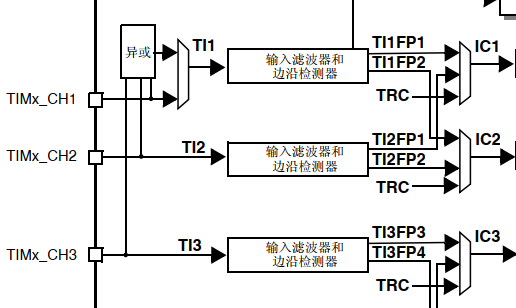 异或
TI1
输入滤波器和
边沿检测器
TI1FP1
TI1FP2
TRC
IC1
TIMx_CH1
TIMx_CH2
TI2
输入滤波器和
边沿检测器
TI2FP1
TI2FP2
TRC
IC2
TIMx_CH3
TI3
输入滤波器和
边沿检测器
TI3FP3
TI3FP4
TRC
IC3